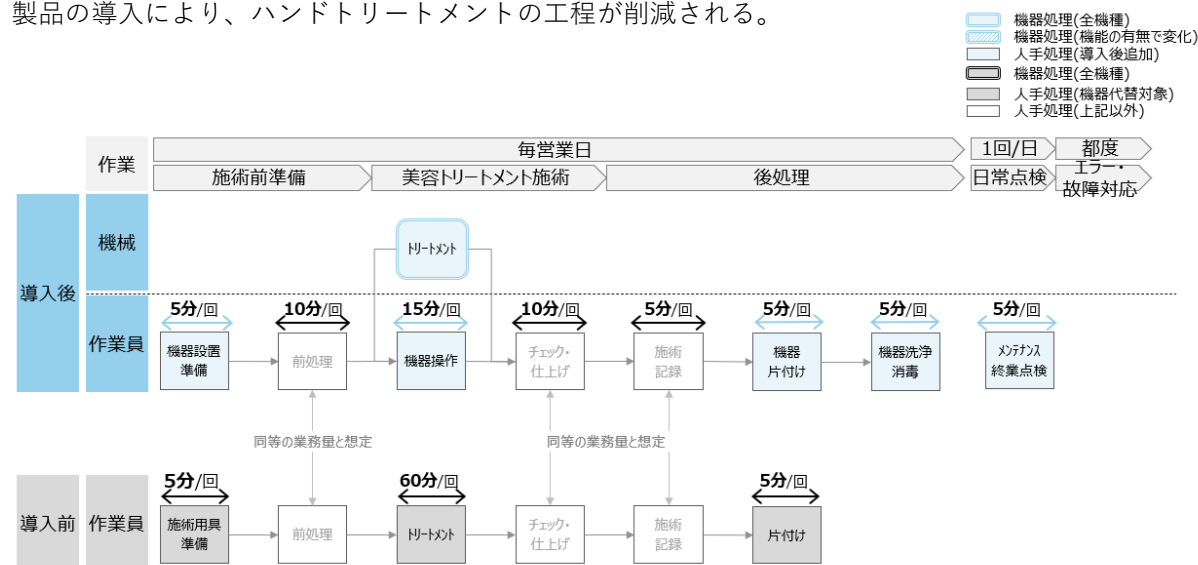 製品の導入により、ハンドトリートメントの工程が削減される。
機器処理(全機種)
機器処理(機能の有無で変化)
人手処理(導入後追加)
機器処理(全機種)
人手処理(機器代替対象)
人手処理(上記以外)
作業
毎営業日
1回/日
都度
施術前準備
美容トリートメント施術
後処理
日常点検
エラー・
故障対応
導入後
機械
トリートメント
作業員
5分/回
10分/回
15分/回
10分/回
5分/回
5分/回
5分/回
5分/回
機器設置
準備
前処理
機器操作
チェック・
仕上げ
施術
記録
機器
片付け
機器洗浄
消毒
メンテナンス
終業点検
同等の業務量と想定
同等の業務量と想定
導入前
作業員
5分/回
60分/回
5分/回
施術用具
準備
前処理
トリートメント
チェック・
仕上げ
施術
記録
片付け